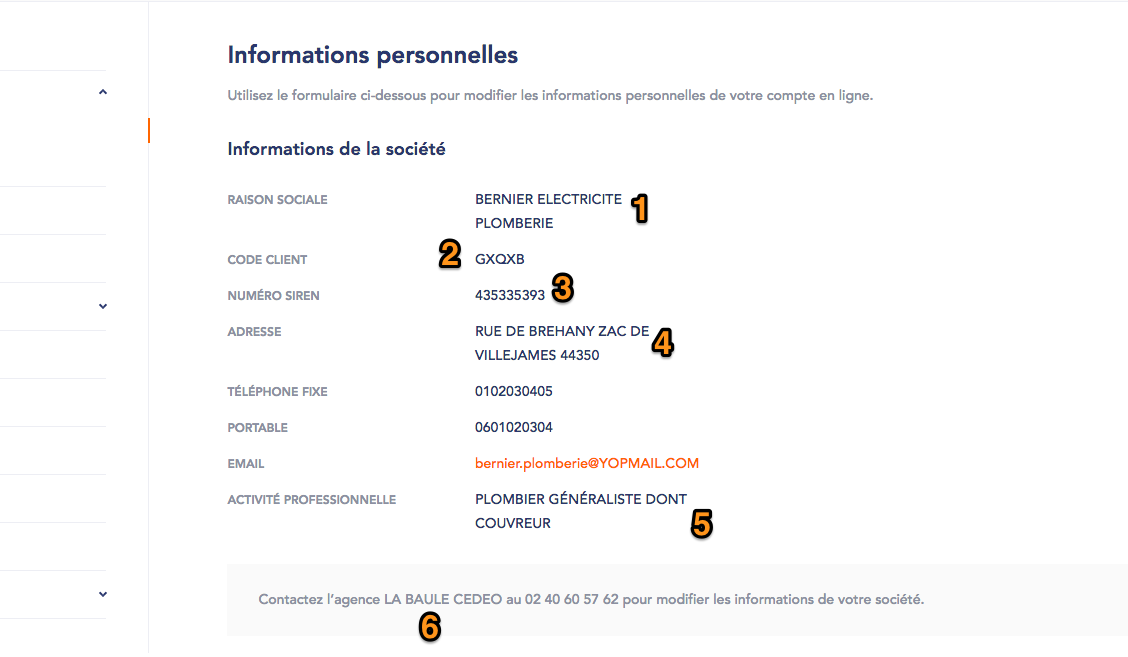 Informations personnelles
Utilisez le formulaire ci-dessous pour modifier les informations personnelles de votre compte en ligne.
Informations de la société
RAISON SOCIALE BERNIER ELECTRICITE 1
PLOMBERIE
CODE CLIENT 2 GXQXB
NUMÉRO SIREN 435335393 3
ADRESSE RUE DE BREHANY ZAC DE 4
VILLEJAMES 44350
TÉLÉPHONE FIXE 0102030405
PORTABLE 0601020304
EMAIL bernier.plomberie@YOPMAIL.COM
ACTIVITÉ PROFESSIONNELLE PLOMBIER GÉNÉRALISTE DONT
COUVREUR 5
Contactez l’agence LA BAULE CEDEO au 02 40 60 57 62 pour modifier les informations de votre société.
6